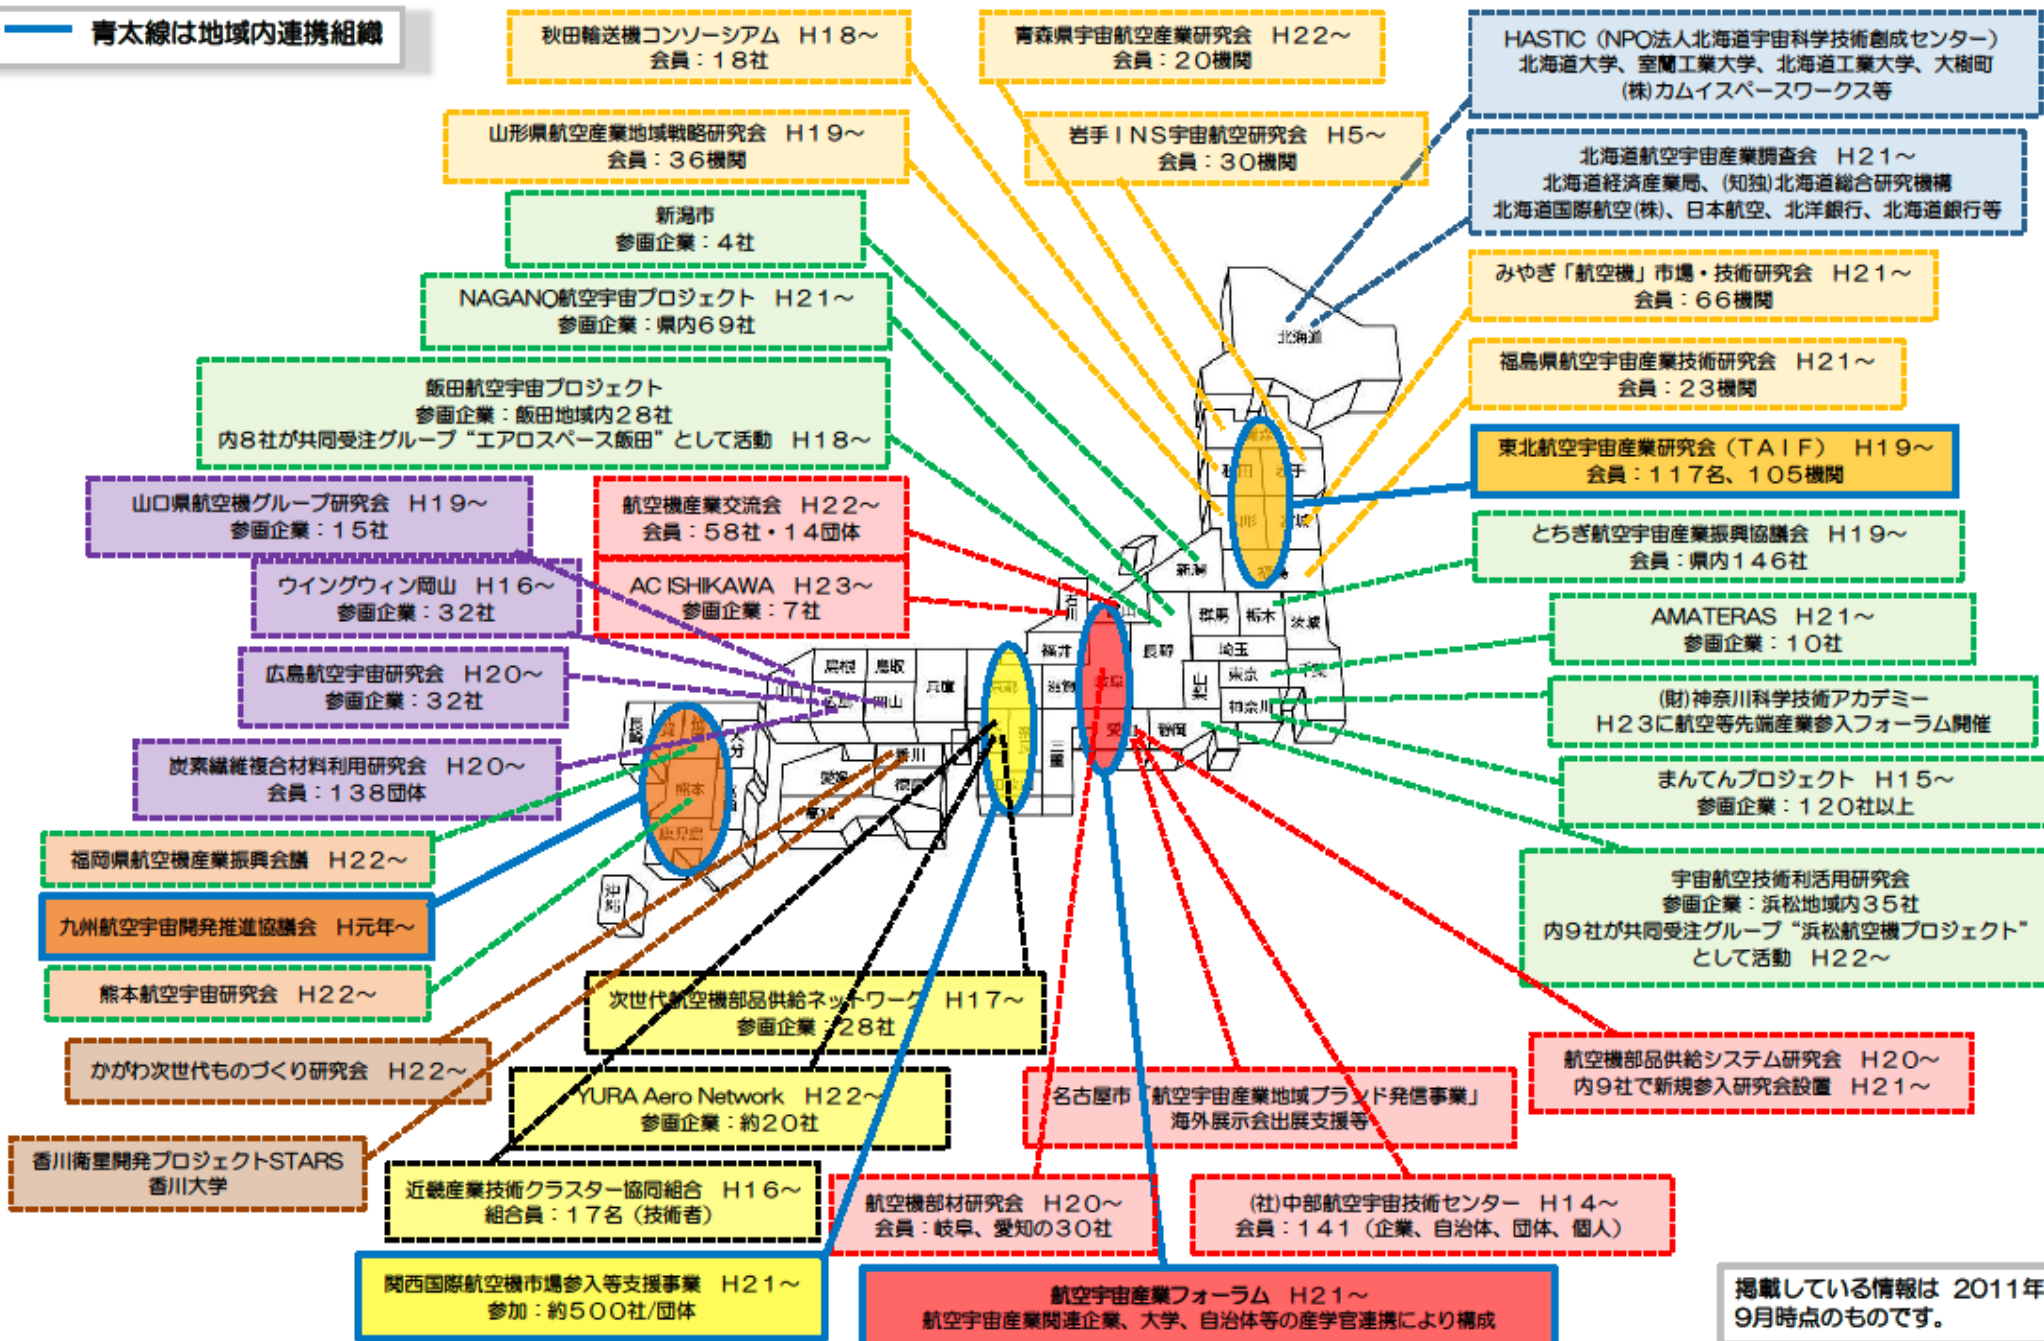 青太線は地域内連携組織
秋田輸送機コンソーシアム H18～
会員：18社
青森県宇宙航空産業研究会 H22～
会員：20機関
HASTIC（NPO法人北海道宇宙科学技術創成センター）
北海道大学、室蘭工業大学、北海道工業大学、大樹町
(株)カムイスペースワークス等
山形県航空産業地域戦略研究会 H19～
会員：36機関
岩手INS宇宙航空研究会 H5～
会員：30機関
北海道航空宇宙産業調査会 H21～
北海道経済産業局、(知独)北海道総合研究機構
北海道国際航空(株)、日本航空、北洋銀行、北海道銀行等
新潟市
参画企業：4社
みやぎ「航空機」市場・技術研究会 H21～
会員：66機関
NAGANO航空宇宙プロジェクト H21～
参画企業：県内69社
福島県航空宇宙産業技術研究会 H21～
会員：23機関
飯田航空宇宙プロジェクト
参画企業：飯田地域内28社
内8社が共同受注グループ“エアロスペース飯田”として活動 H18～
東北航空宇宙産業研究会（TAIF） H19～
会員：117名、105機関
山口県航空機グループ研究会 H19～
参画企業：15社
航空機産業交流会 H22～
会員：58社・14団体
とちぎ航空宇宙産業振興協議会 H19～
会員：県内146社
ウイングウィン岡山 H16～
参画企業：32社
AC ISHIKAWA H23～
参画企業：7社
AMATERAS H21～
参画企業：10社
広島航空宇宙研究会 H20～
参画企業：32社
(財)神奈川科学技術アカデミー
H23に航空等先端産業参入フォーラム開催
炭素繊維複合材料利用研究会 H20～
会員：138団体
まんてんプロジェクト H15～
参画企業：120社以上
福岡県航空機産業振興会議 H22～
九州航空宇宙開発推進協議会 H元年～
熊本航空宇宙研究会 H22～
宇宙航空技術利活用研究会
参画企業：浜松地域内35社
内9社が共同受注グループ“浜松航空機プロジェクト”
として活動 H22～
次世代航空機部品供給ネットワーク H17～
参画企業：28社
かがわ次世代ものづくり研究会 H22～
YURA Aero Network H22～
参画企業：約20社
名古屋市「航空宇宙産業地域ブランド発信事業」
海外展示会出展支援等
航空機部品供給システム研究会 H20～
内9社で新規参入研究会設置 H21～
香川衛星開発プロジェクトSTARS
香川大学
近畿産業技術クラスター協同組合 H16～
組合員：17名（技術者）
航空機部材研究会 H20～
会員：岐阜、愛知の30社
(社)中部航空宇宙技術センター H14～
会員：141（企業、自治体、団体、個人）
関西国際航空機市場参入等支援事業 H21～
参加：約500社/団体
航空宇宙産業フォーラム H21～
航空宇宙産業関連企業、大学、自治体等の産学官連携により構成
掲載している情報は 2011年
9月時点のものです。
北海道
新潟
群馬
栃木
茨城
福井
長野
埼玉
東京
神奈川
静岡
島根
鳥取
兵庫
岡山
広島
滋賀
岐阜
三重
香川
熊本
鹿児島